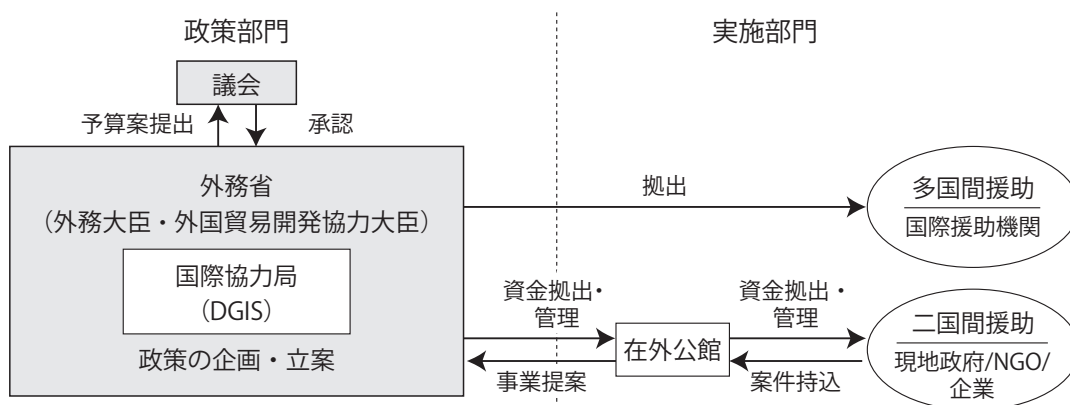 政策部門
実施部門
議会
予算案提出
承認
外務省
（外務大臣・外国貿易開発協力大臣）
国際協力局
（DGIS）
政策の企画・立案
拠出
多国間援助
国際援助機関
資金拠出・
管理
事業提案
在外公館
資金拠出・
管理
案件持込
二国間援助
現地政府/NGO/
企業